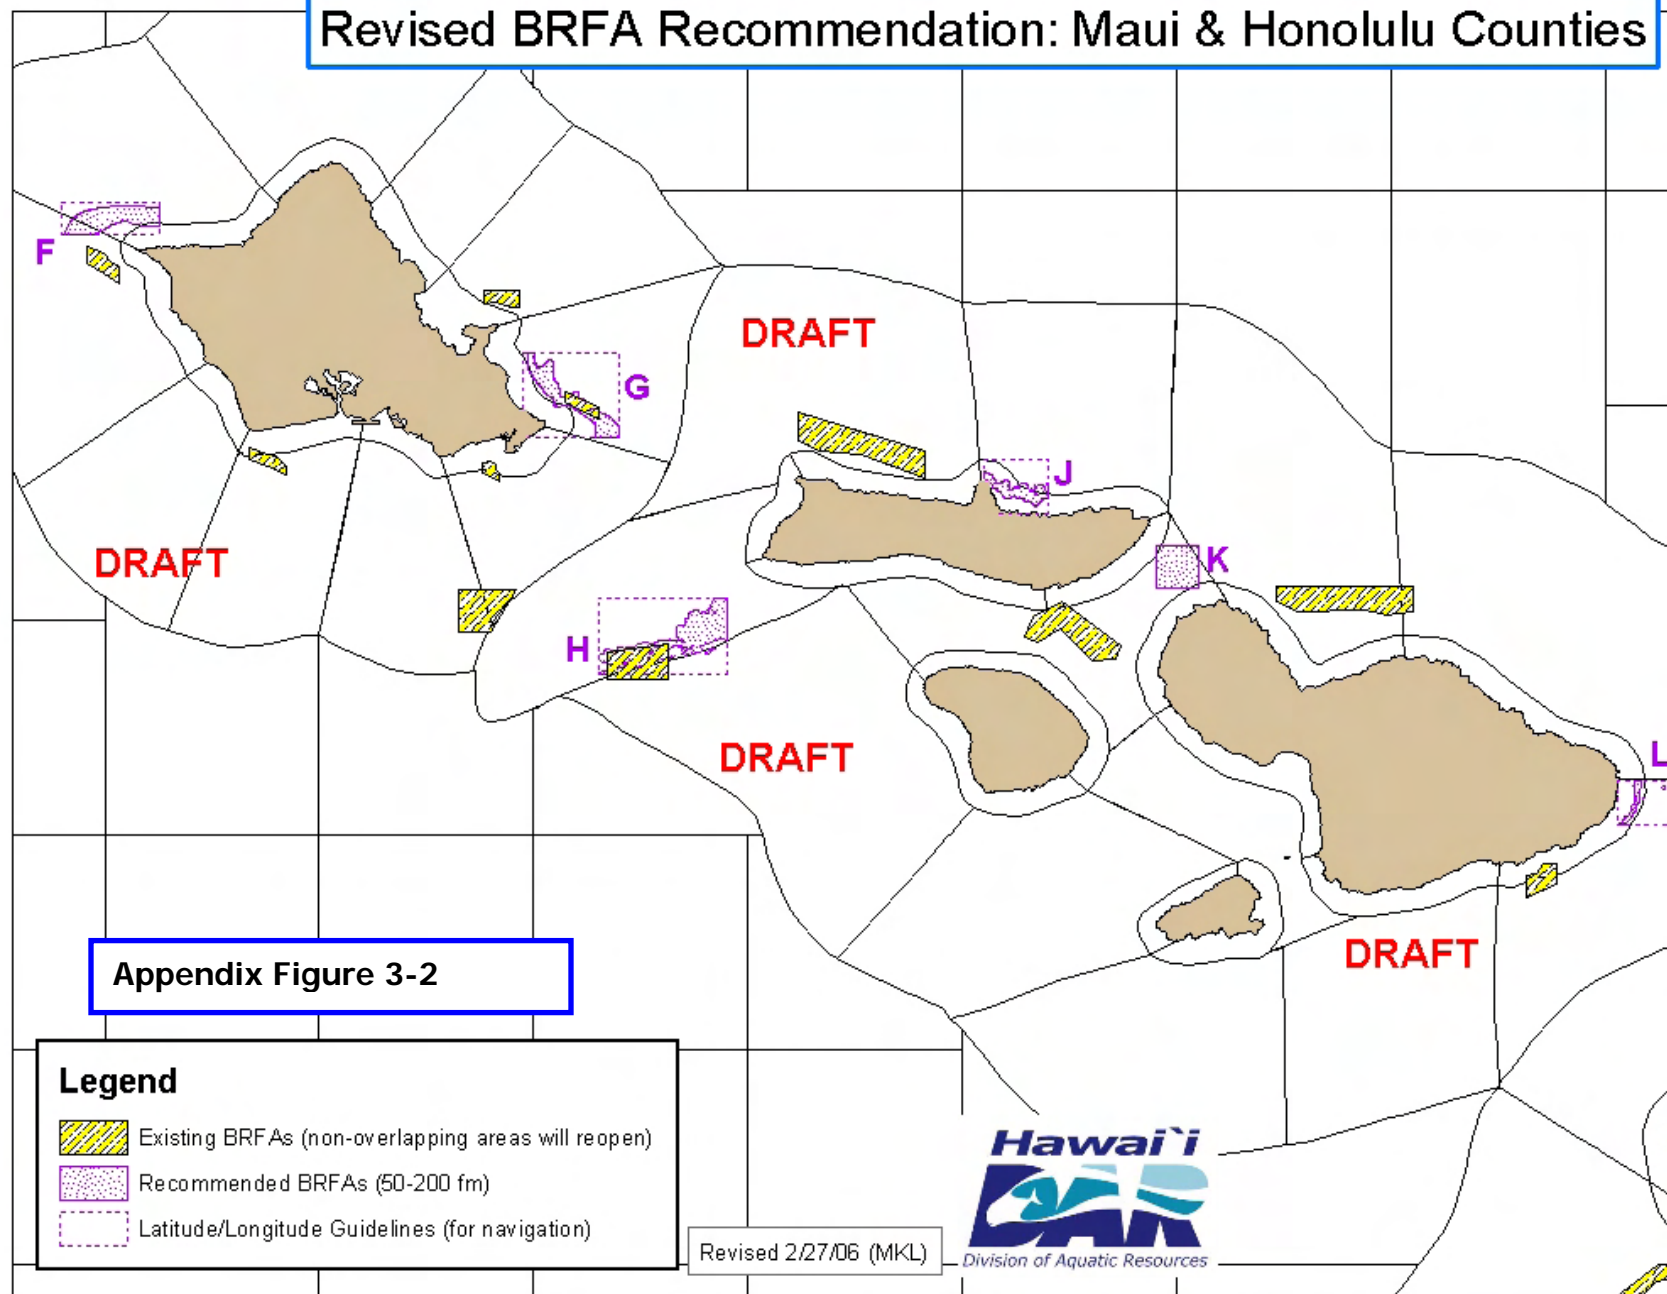 Revised BRFA Recommendation: Maui & Honolulu Counties
F
G
DRAFT
J
DRAFT
K
H
DRAFT
L
DRAFT
Appendix Figure 3-2
Legend
Existing BRFAs (non-overlapping areas will reopen)
Recommended BRFAs (50-200 fm)
Latitude/Longitude Guidelines (for navigation)
Revised 2/27/06 (MKL)
Hawai`i
DAR
Division of Aquatic Resources